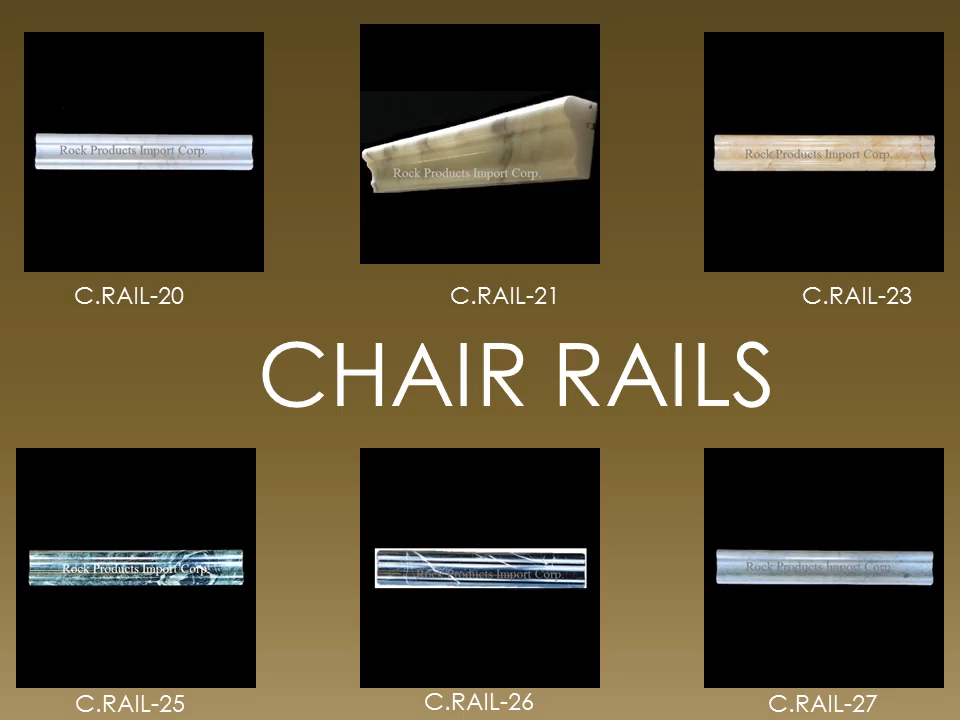 Rock Products Import Corp.
Rock Products Import Corp.
Rock Products Import Corp.
C.RAIL-20
C.RAIL-21
C.RAIL-23
CHAIR RAILS
Rock Products Import Corp.
Rock Products Import Corp.
Rock Products Import Corp.
C.RAIL-25
C.RAIL-26
C.RAIL-27